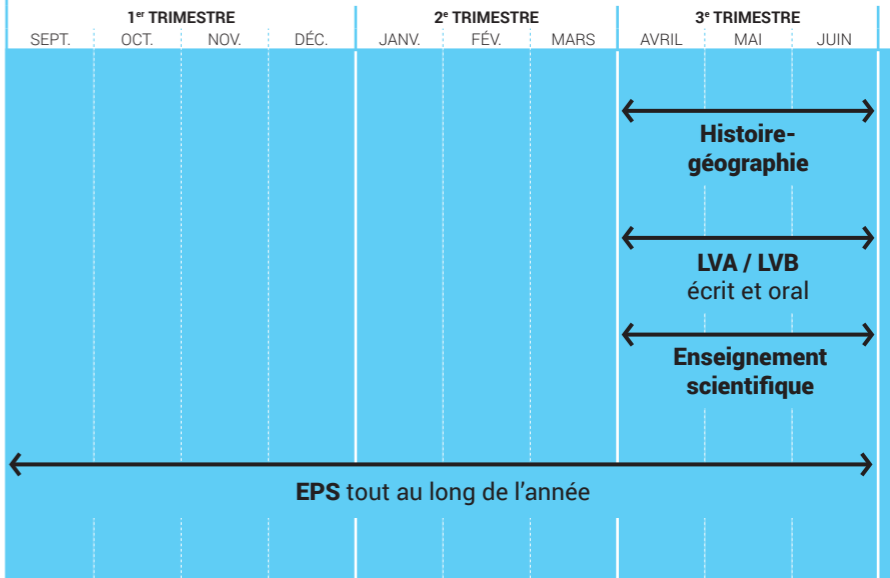 1er TRIMESTRE 2e TRIMESTRE 3e TRIMESTRE
SEPT. OCT. NOV. DÉC. JANV. FÉV. MARS AVRIL MAI JUIN
Histoire-
géographie
LVA / LVB
écrit et oral
Enseignement
scientifique
EPS tout au long de l’année